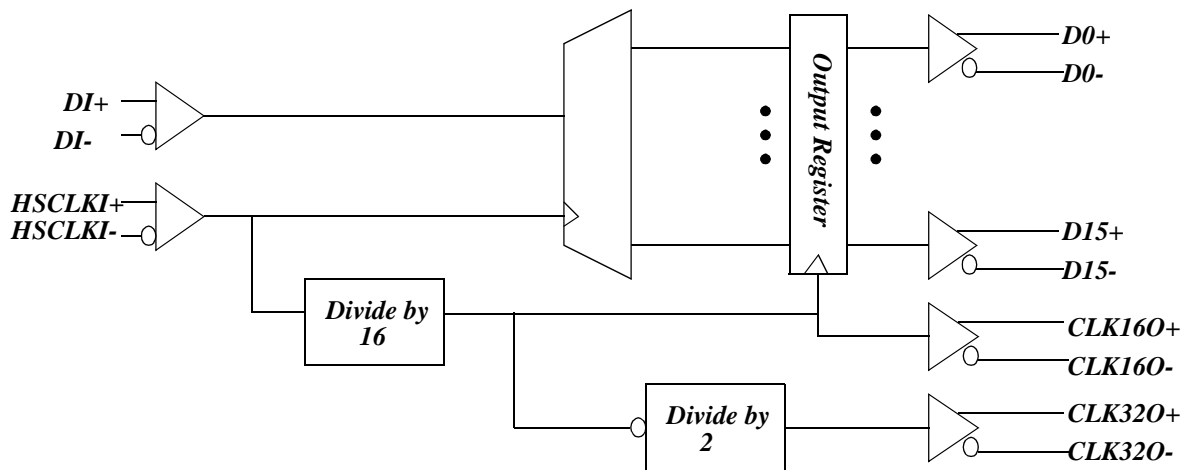 DI+
DI-
HSCLKI+
HSCLKI-
Divide by
16
Divide by
2
Output Register
D0+
D0-
D15+
D15-
CLK16O+
CLK16O-
CLK32O+
CLK32O-